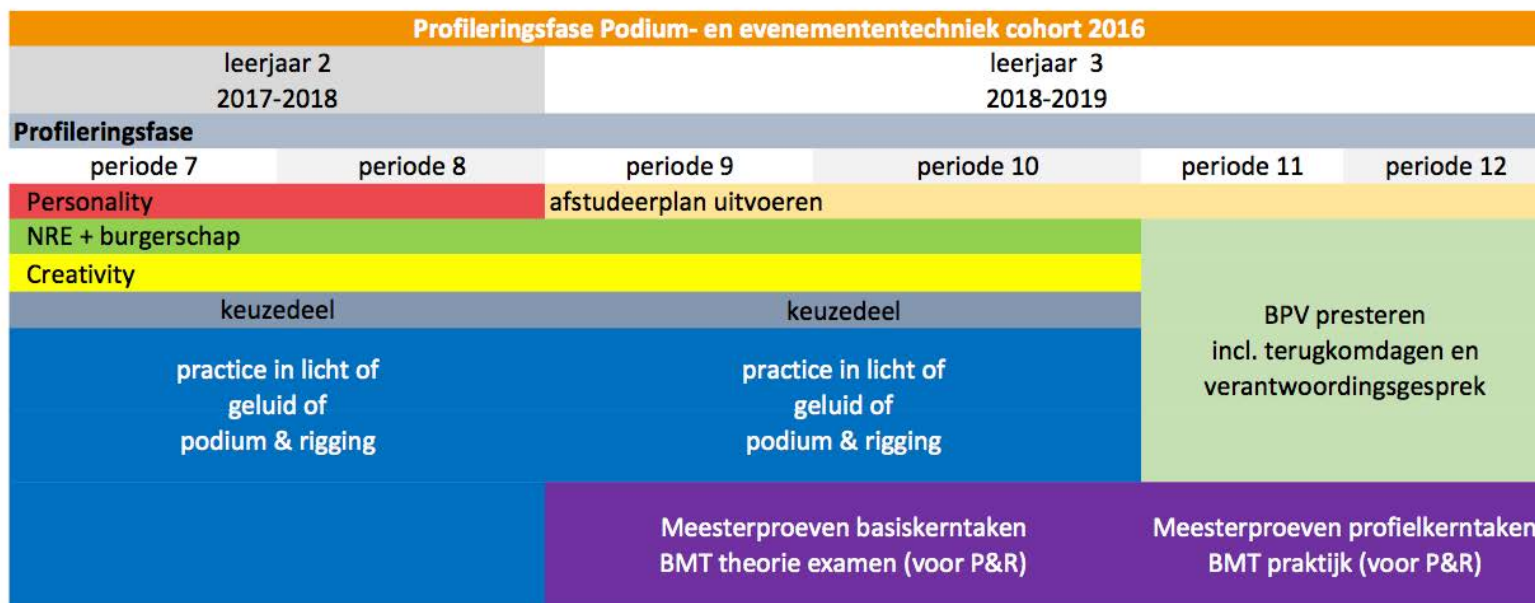 Profileringsfase Podium- en evenemententechniek cohort 2016
leerjaar 2
2017-2018
leerjaar 3
2018-2019
Profileringsfase
periode 7 periode 8 periode 9 periode 10 periode 11 periode 12
Personality
afstudeerplan uitvoeren
NRE + burgerschap
Creativity
keuzedeel
keuzedeel
practice in licht of
geluid of
podium & rigging
practice in licht of
geluid of
podium & rigging
BPV presteren
incl. terugkomdagen en
verantwoordingsgesprek
Meesterproeven basiskerntaken
BMT theorie examen (voor P&R)
Meesterproeven profielkerntaken
BMT praktijk (voor P&R)